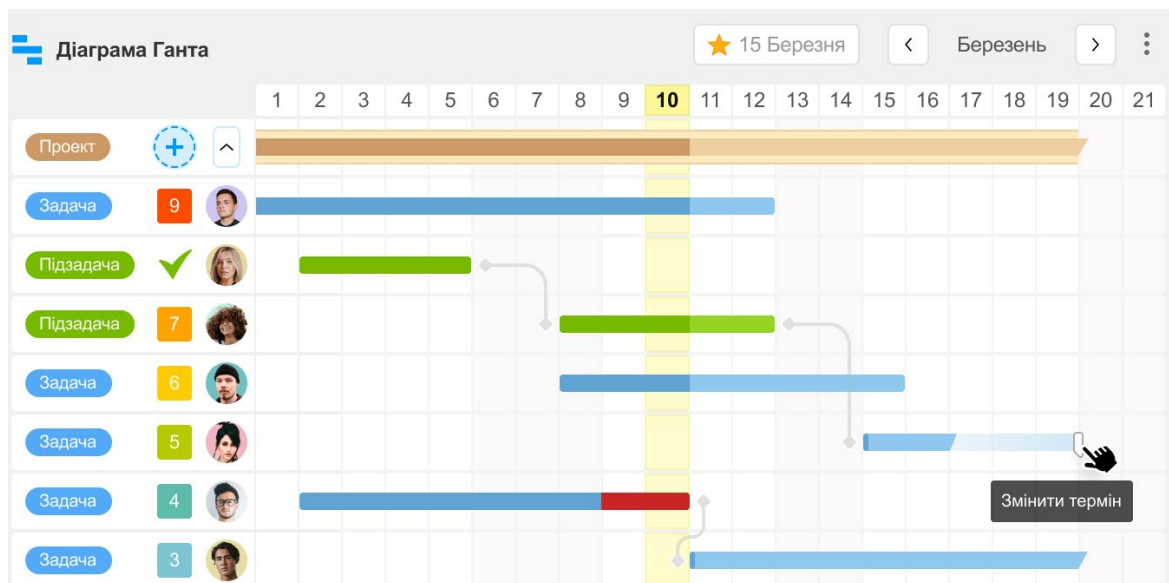 Діаграма Ганта
15 Березня
Березень
1 2 3 4 5 6 7 8 9 10 11 12 13 14 15 16 17 18 19 20 21
Проект
Задача 9
Підзадача
Підзадача 7
Задача 6
Задача 5
Змінити термін
Задача 4
Задача 3